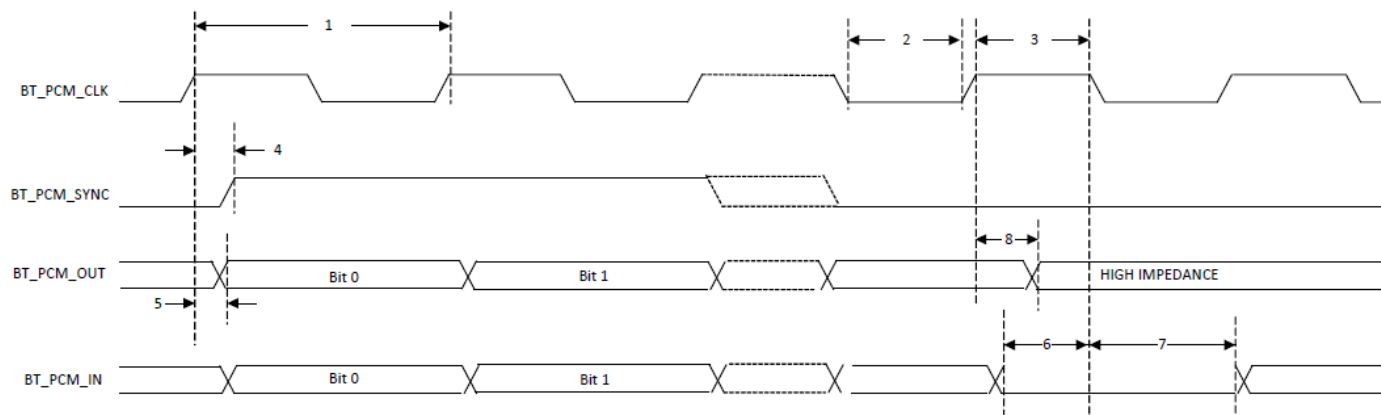 1
2
3
BT_PCM_CLK
4
BT_PCM_SYNC
8
BT_PCM_OUT
Bit 0
Bit 1
HIGH IMPEDANCE
5
6
7
BT_PCM_IN
Bit 0
Bit 1